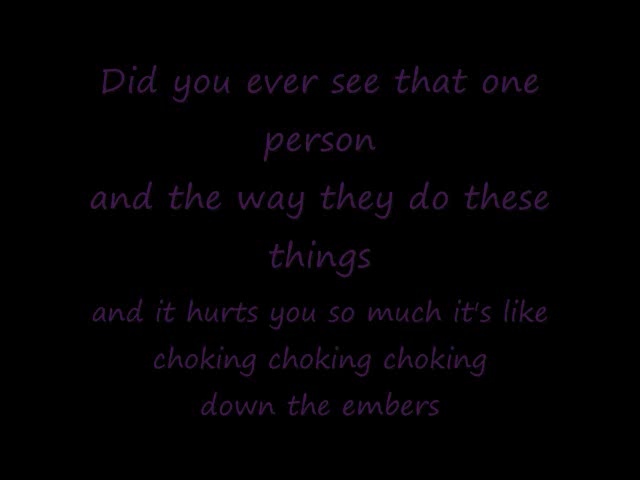 Did you ever see that one
person
and the way they do these
things
and it hurts you so much it's like
choking choking choking
down the embers